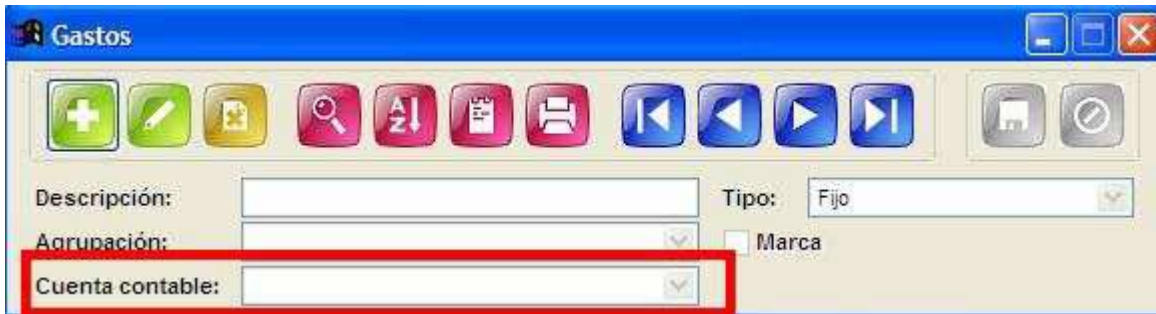 Gastos
A
Z
Descripción:
Tipo: Fijo
Agrupación:
Marca
Cuenta contable: